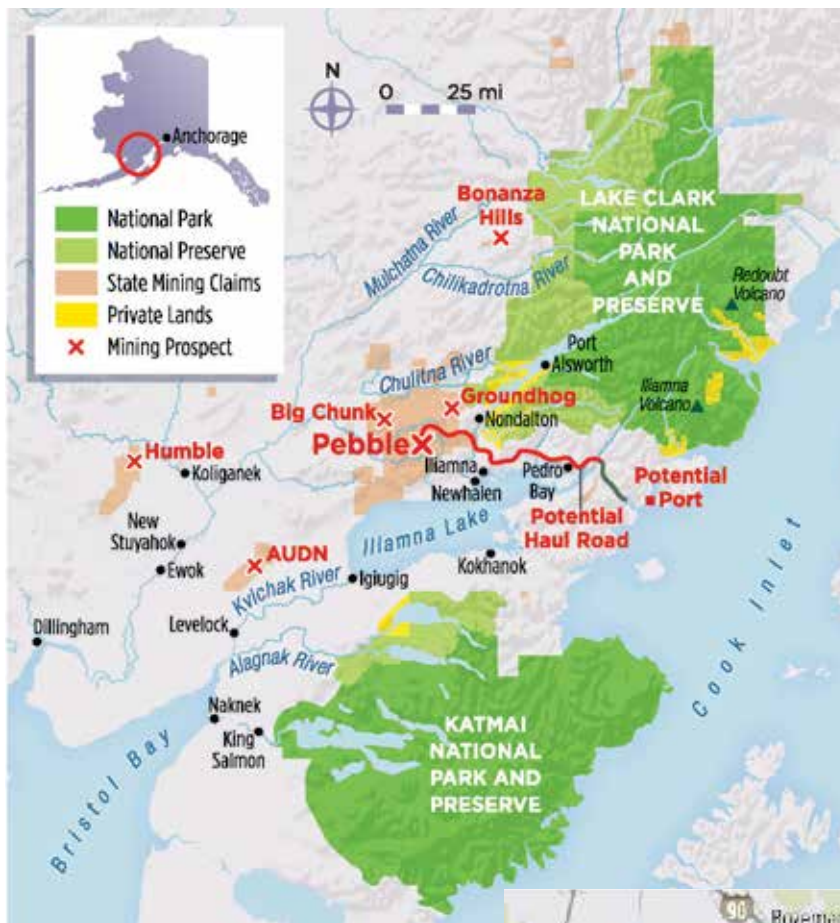 Anchorage
National Park
National Preserve
State Mining Claims
Private Lands
Mining Prospect
N
0 25 mi
Bonanza
Hills
LAKE CLARK
NATIONAL
PARK
AND
PRESERVE
Mulchatna River
Chilikadrotna River
Redoubt
Volcano
Chulitna River
Port
Alsworth
Iliamna
Volcano
Big Chunk
Groundhog
Nondalton
Pebble
Humble
Koliganek
Iliamna
Newhalen
Pedro
Bay
Potential
Port
Potential
Haul Road
New
Stuyahok
Ewok
AUDN
Illamna Lake
Kokhanok
Kvichak River
Igiugig
Dillingham
Levelock
Alagnak River
Cook Inlet
Naknek
King
Salmon
KATMAI
NATIONAL
PARK AND
PRESERVE
Bristol Bay
90